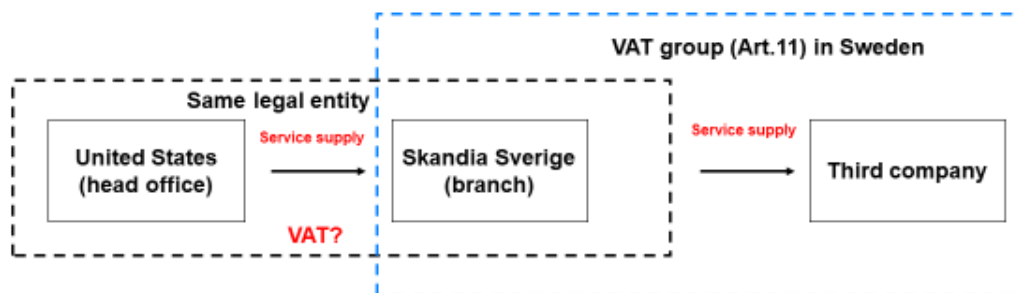 VAT group (Art.11) in Sweden
Same legal entity
Service supply
Service supply
United States
(head office)
Skandia Sverige
(branch)
Third company
VAT?